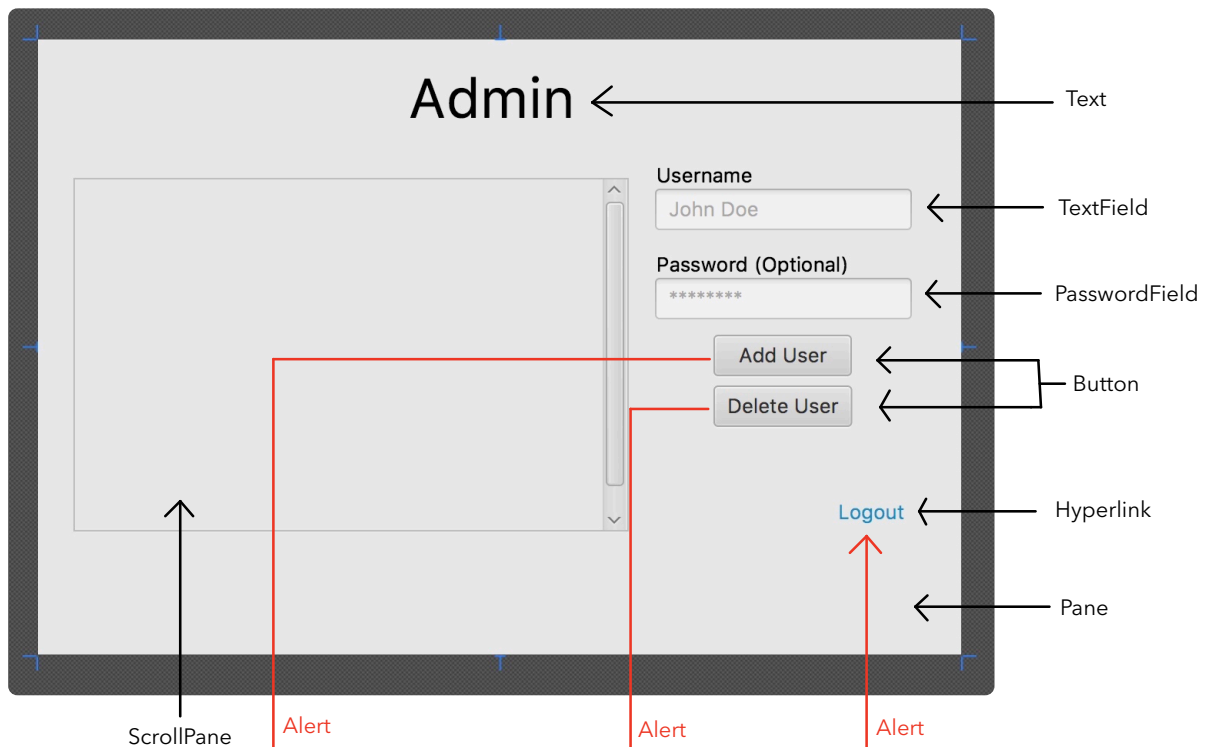 Admin
Text
Username
John Doe
TextField
Password (Optional)
********
PasswordField
Add User
Delete User
Button
Logout
Hyperlink
Pane
ScrollPane
Alert
Alert
Alert